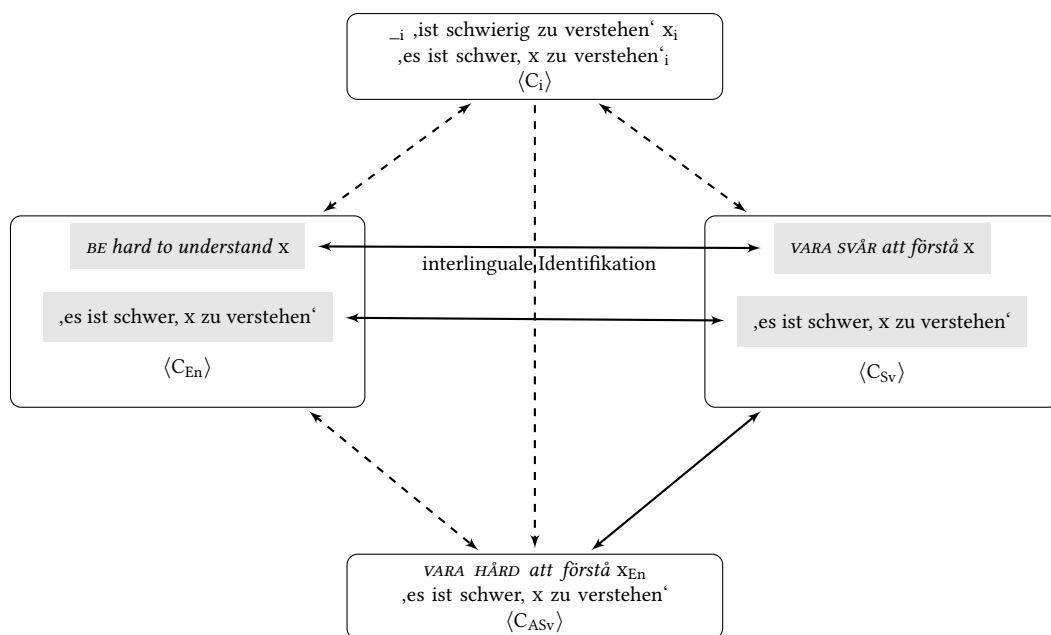 _i ‚ist schwierig zu verstehen‘ x_i
‚es ist schwer, x zu verstehen‘_i
⟨C_i⟩
BE hard to understand x
VARA SVÅR att förstå x
interlinguale Identifikation
‚es ist schwer, x zu verstehen‘
‚es ist schwer, x zu verstehen‘
⟨C_En⟩
⟨C_Sv⟩
VARA HÅRD att förstå x_En
‚es ist schwer, x zu verstehen‘
⟨C_ASv⟩